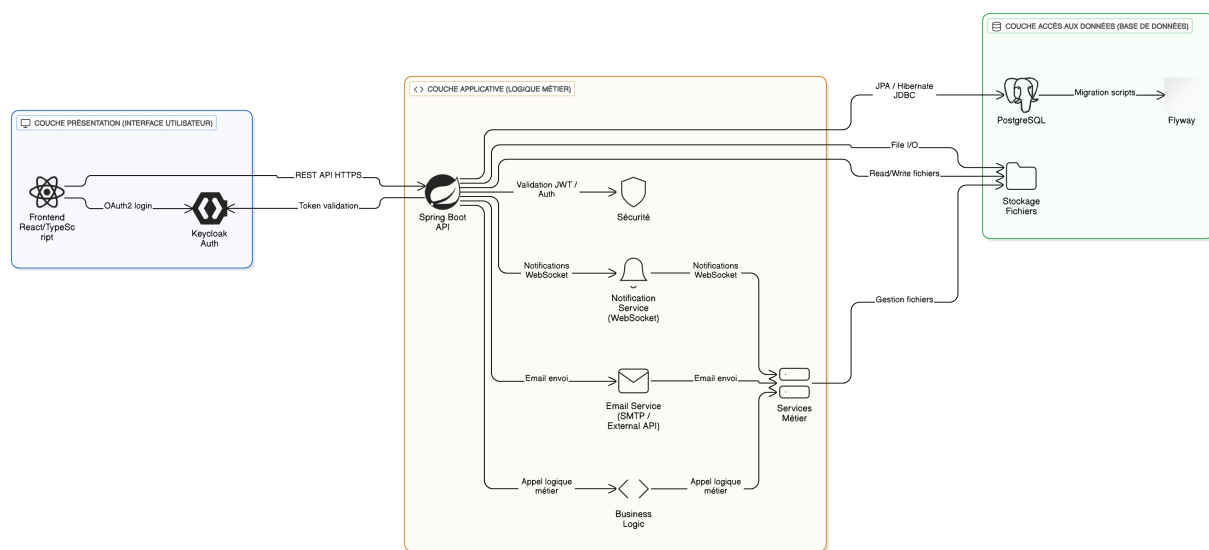 COUCHE ACCÈS AUX DONNÉES (BASE DE DONNÉES)
JPA / Hibernate
JDBC
PostgreSQL
Migration scripts
Flyway
File I/O
Read/Write fichiers
Stockage
Fichiers
Gestion fichiers
COUCHE APPLICATIVE (LOGIQUE MÉTIER)
Spring Boot
API
Validation JWT /
Auth
Sécurité
Notifications
WebSocket
Notification
Service
(WebSocket)
Notifications
WebSocket
Email envoi
Email Service
(SMTP /
External API)
Email envoi
Services
Métier
Appel logique
métier
Business
Logic
Appel logique
métier
COUCHE PRÉSENTATION (INTERFACE UTILISATEUR)
REST API HTTPS
Frontend
React/TypeSc
ript
OAuth2 login
Keycloak
Auth
Token validation